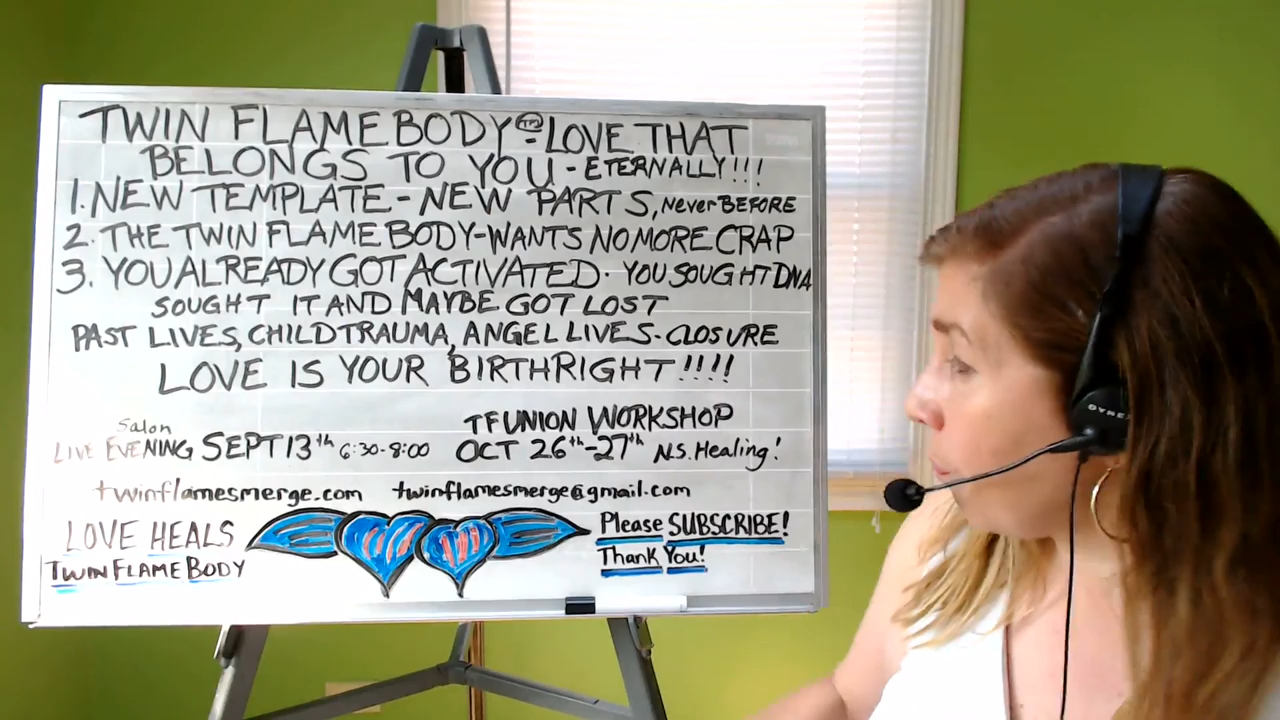 TWIN FLAME BODY - LOVE THAT
BELONGS TO YOU - ETERNALLY!!!
1. NEW TEMPLATE - NEW PARTS, Never BEFORE
2. THE TWIN FLAME BODY-WANTS NO MORE CRAP
3. YOU ALREADY GOT ACTIVATED. YOU SOUGHT DNA
SOUGHT IT AND MAYBE GOT LOST
PAST LIVES, CHILD TRAUMA, ANGEL LIVES - CLOSURE
LOVE IS YOUR BIRTHRIGHT!!!!
Salon
LIVE EVENING SEPT 13th 6:30-8:00
TF UNION WORKSHOP
OCT 26th-27th N.S. Healing!
twinflamesmerge.com twinflamesmerge@gmail.com
LOVE HEALS
TWIN FLAME BODY
Please SUBSCRIBE!
Thank You!